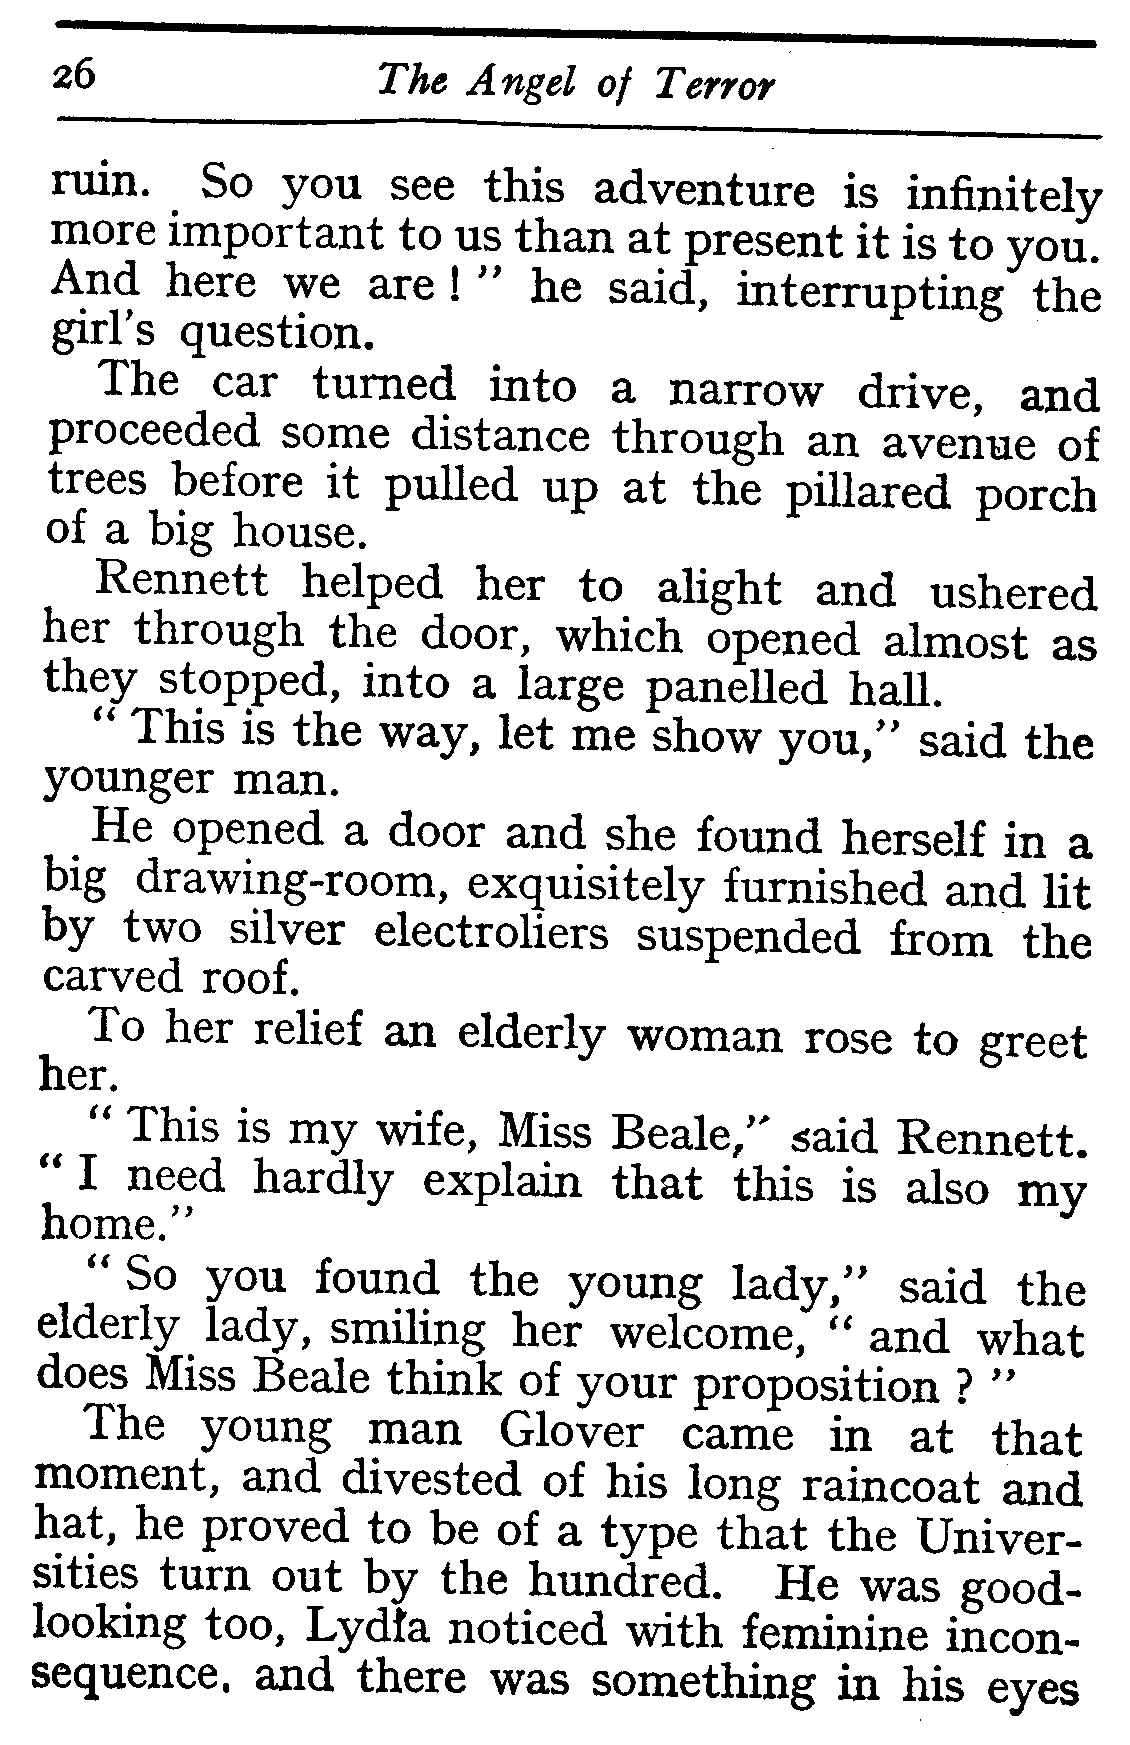 26 The Angel of Terror
ruin. So you see this adventure is infinitely
more important to us than at present it is to you.
And here we are ! " he said, interrupting the
girl's question.
The car turned into a narrow drive, and
proceeded some distance through an avenue of
trees before it pulled up at the pillared porch
of a big house.
Rennett helped her to alight and ushered
her through the door, which opened almost as
they stopped, into a large panelled hall.
" This is the way, let me show you," said the
younger man.
He opened a door and she found herself in a
big drawing-room, exquisitely furnished and lit
by two silver electroliers suspended from the
carved roof.
To her relief an elderly woman rose to greet
her.
" This is my wife, Miss Beale," said Rennett.
" I need hardly explain that this is also my
home."
" So you found the young lady," said the
elderly lady, smiling her welcome, " and what
does Miss Beale think of your proposition ? "
The young man Glover came in at that
moment, and divested of his long raincoat and
hat, he proved to be of a type that the Univer-
sities turn out by the hundred. He was good-
looking too, Lydia noticed with feminine incon-
sequence, and there was something in his eyes